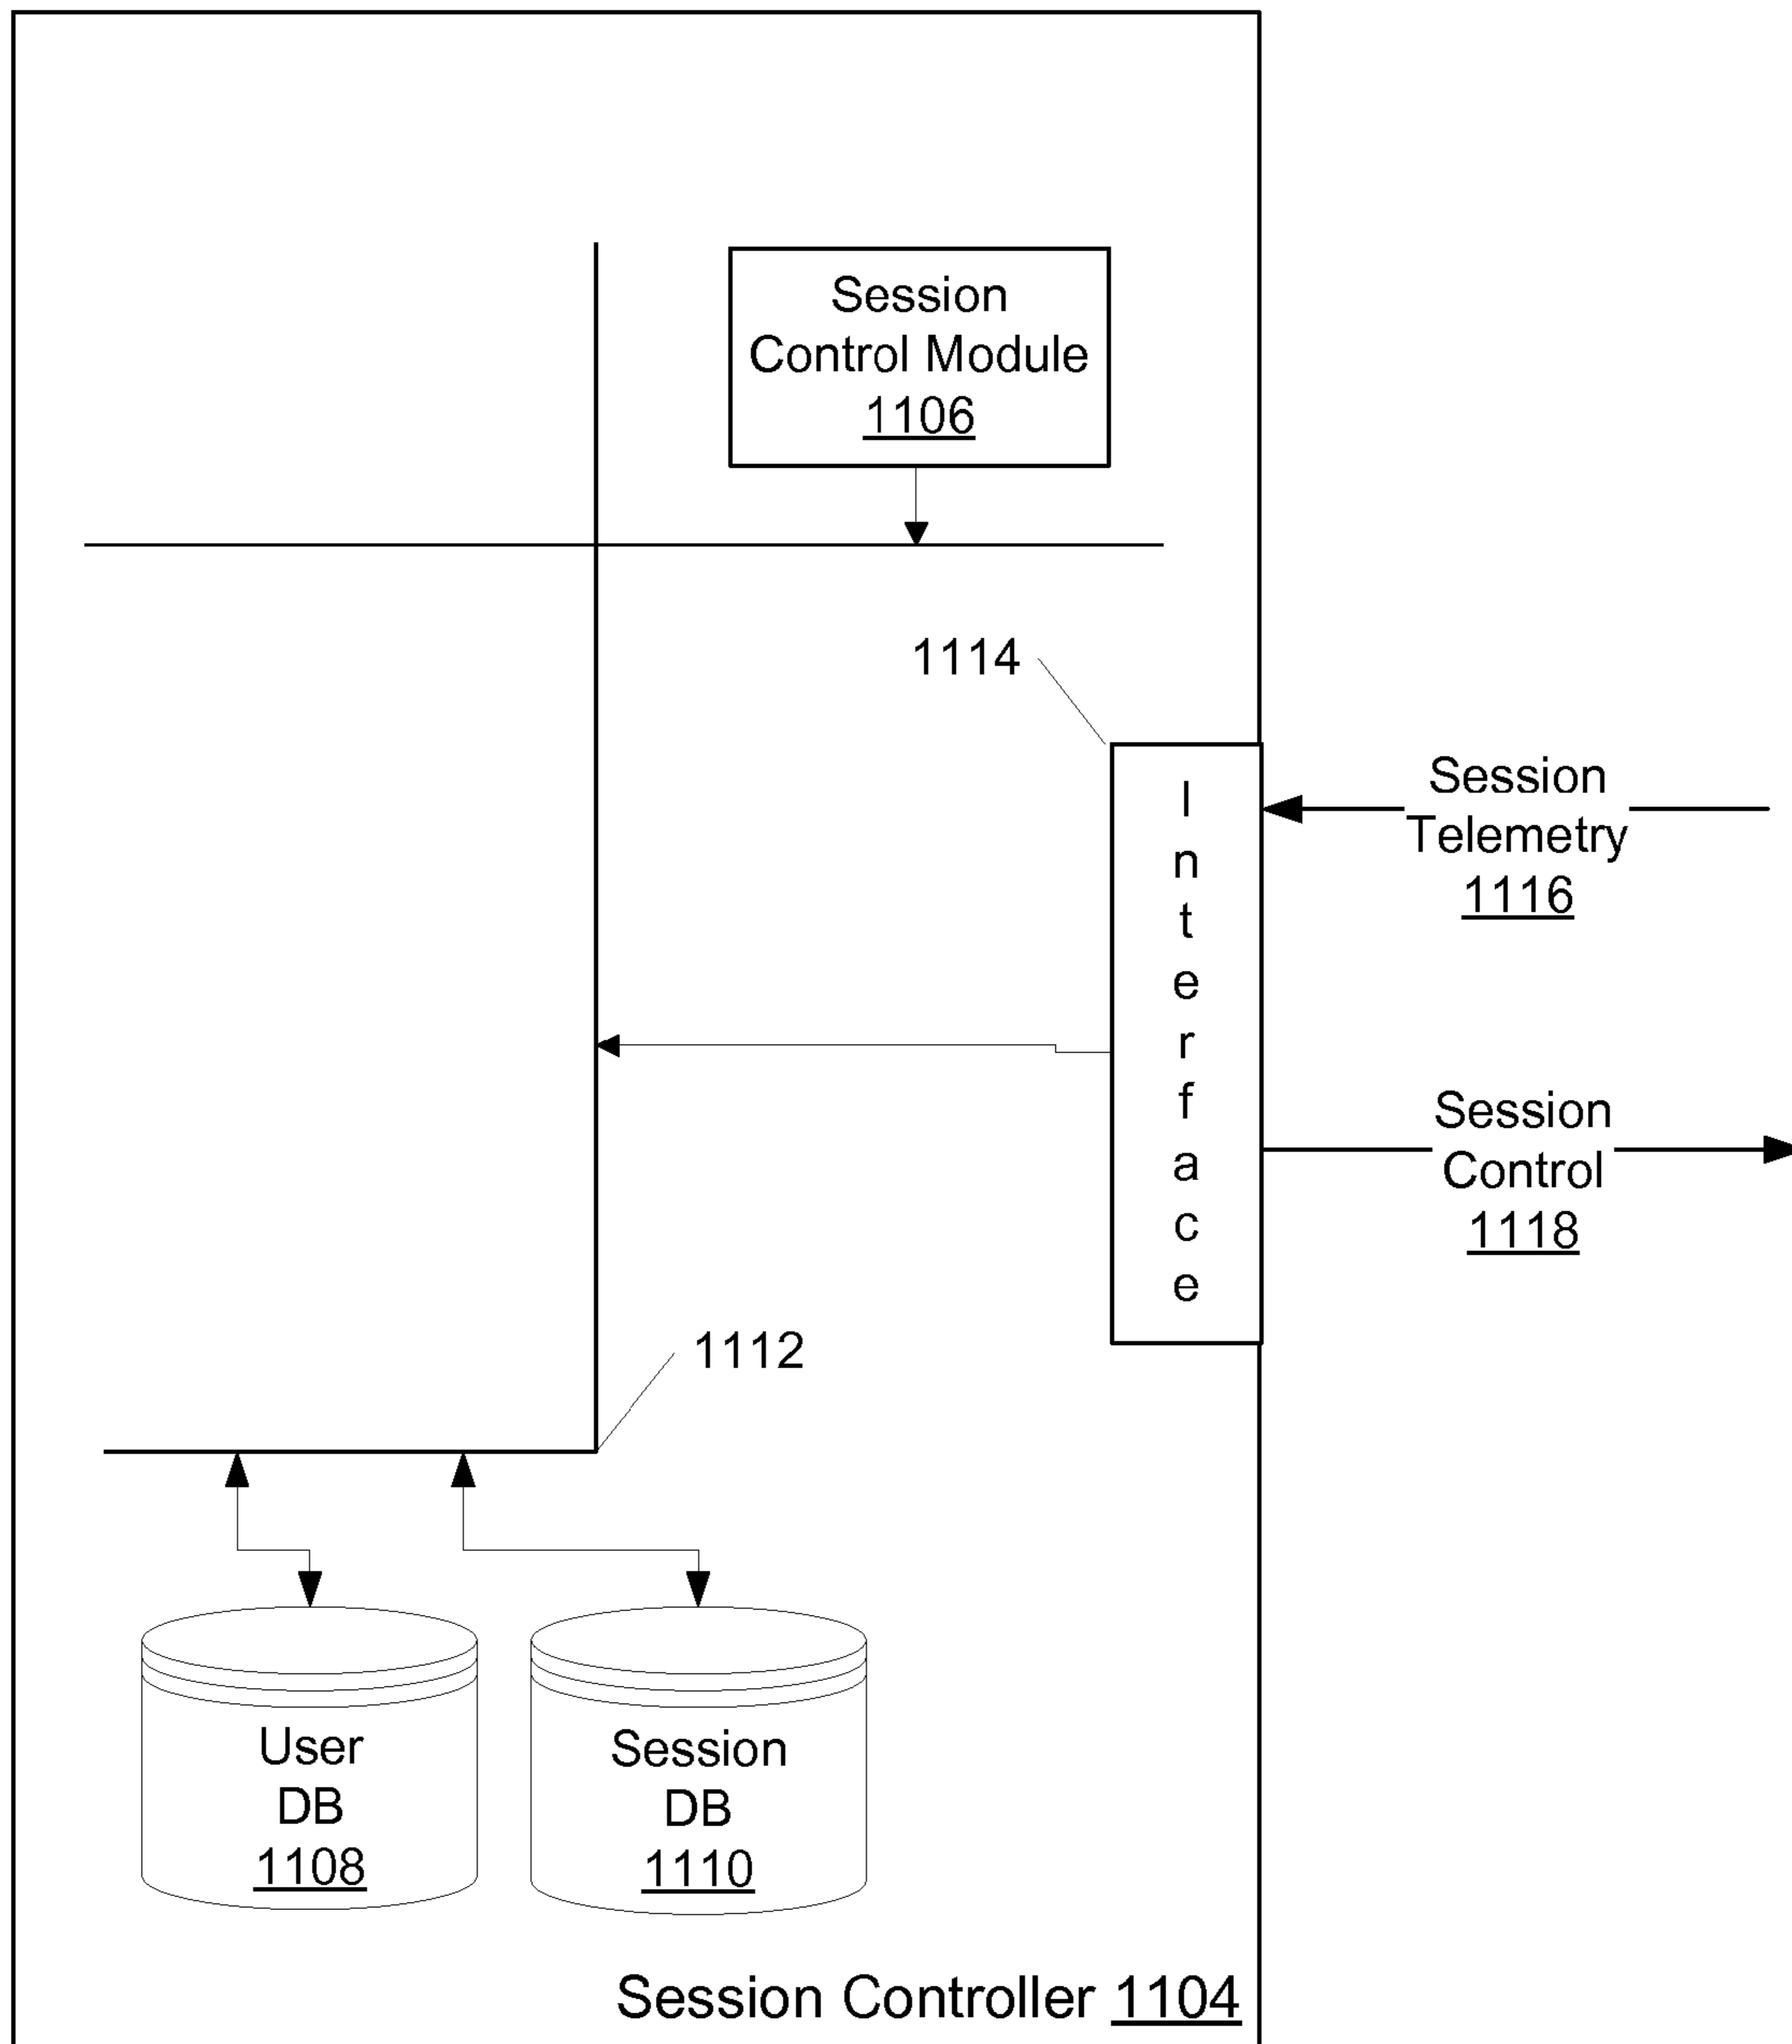 Session
Control Module
1106
1114
Interface
Session
Telemetry
1116
Session
Control
1118
1112
User
DB
1108
Session
DB
1110
Session Controller 1104